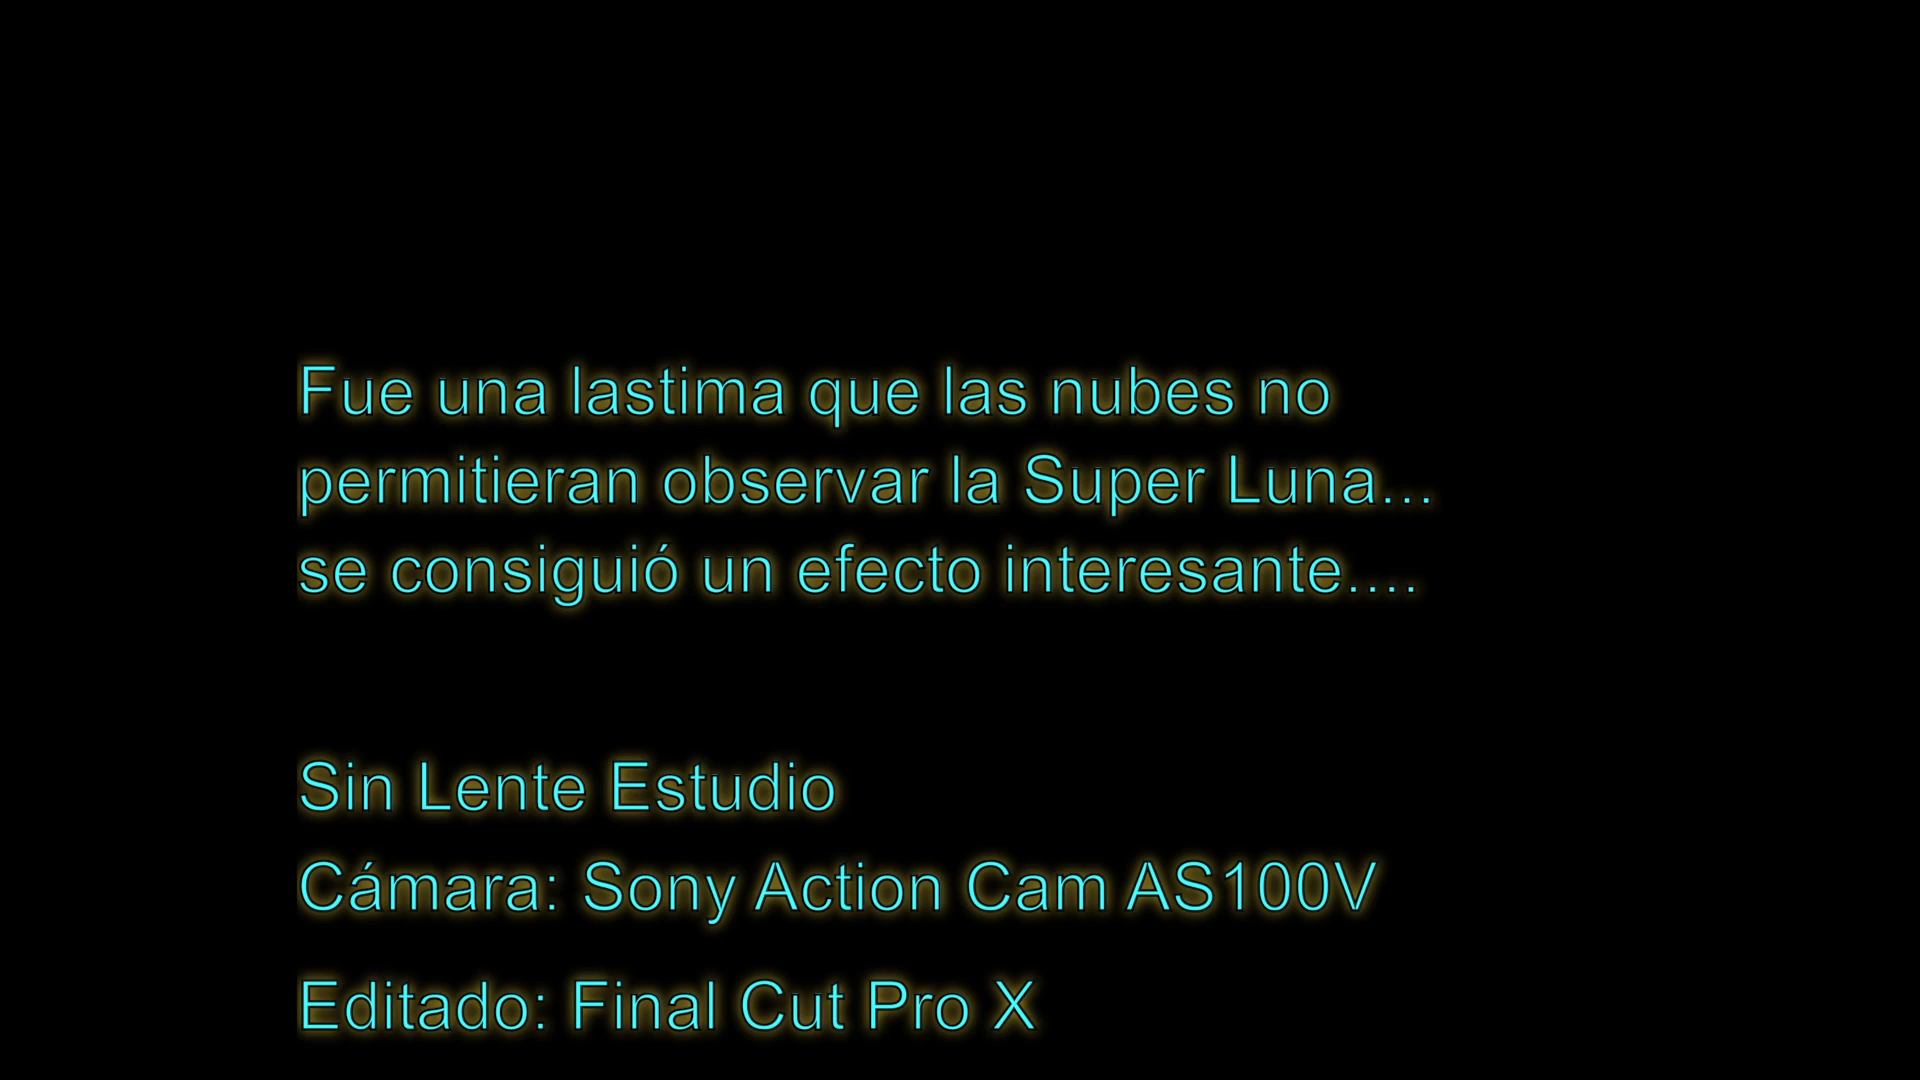 Fue una lastima que las nubes no
permitieran observar la Super Luna...
se consiguió un efecto interesante....
Sin Lente Estudio
Cámara: Sony Action Cam AS100V
Editado: Final Cut Pro X